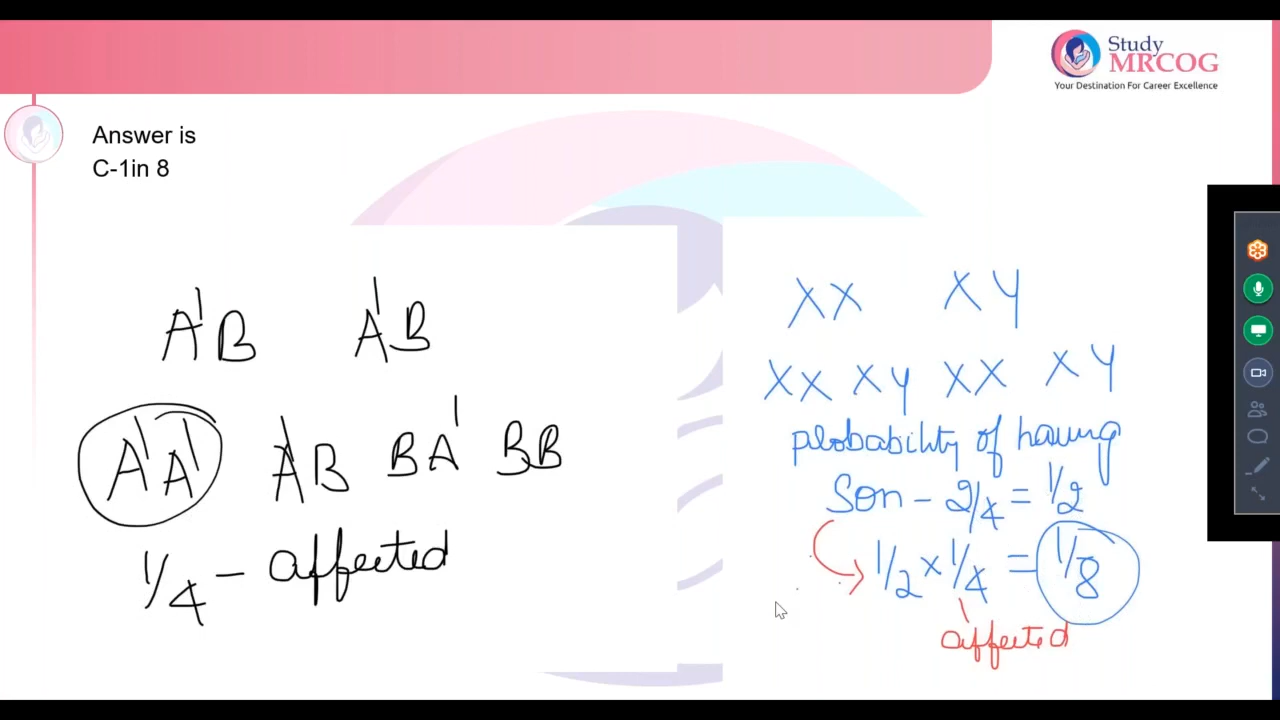 Study
MRCOG
Your Destination For Career Excellence
Answer is
C-1in 8
A'B A'B
A'A' A'B BA' BB
1/4 - affected
XX XY
XX XY XX XY
probability of having
Son - 2/4 = 1/2
1/2 x 1/4 = 1/8
affected